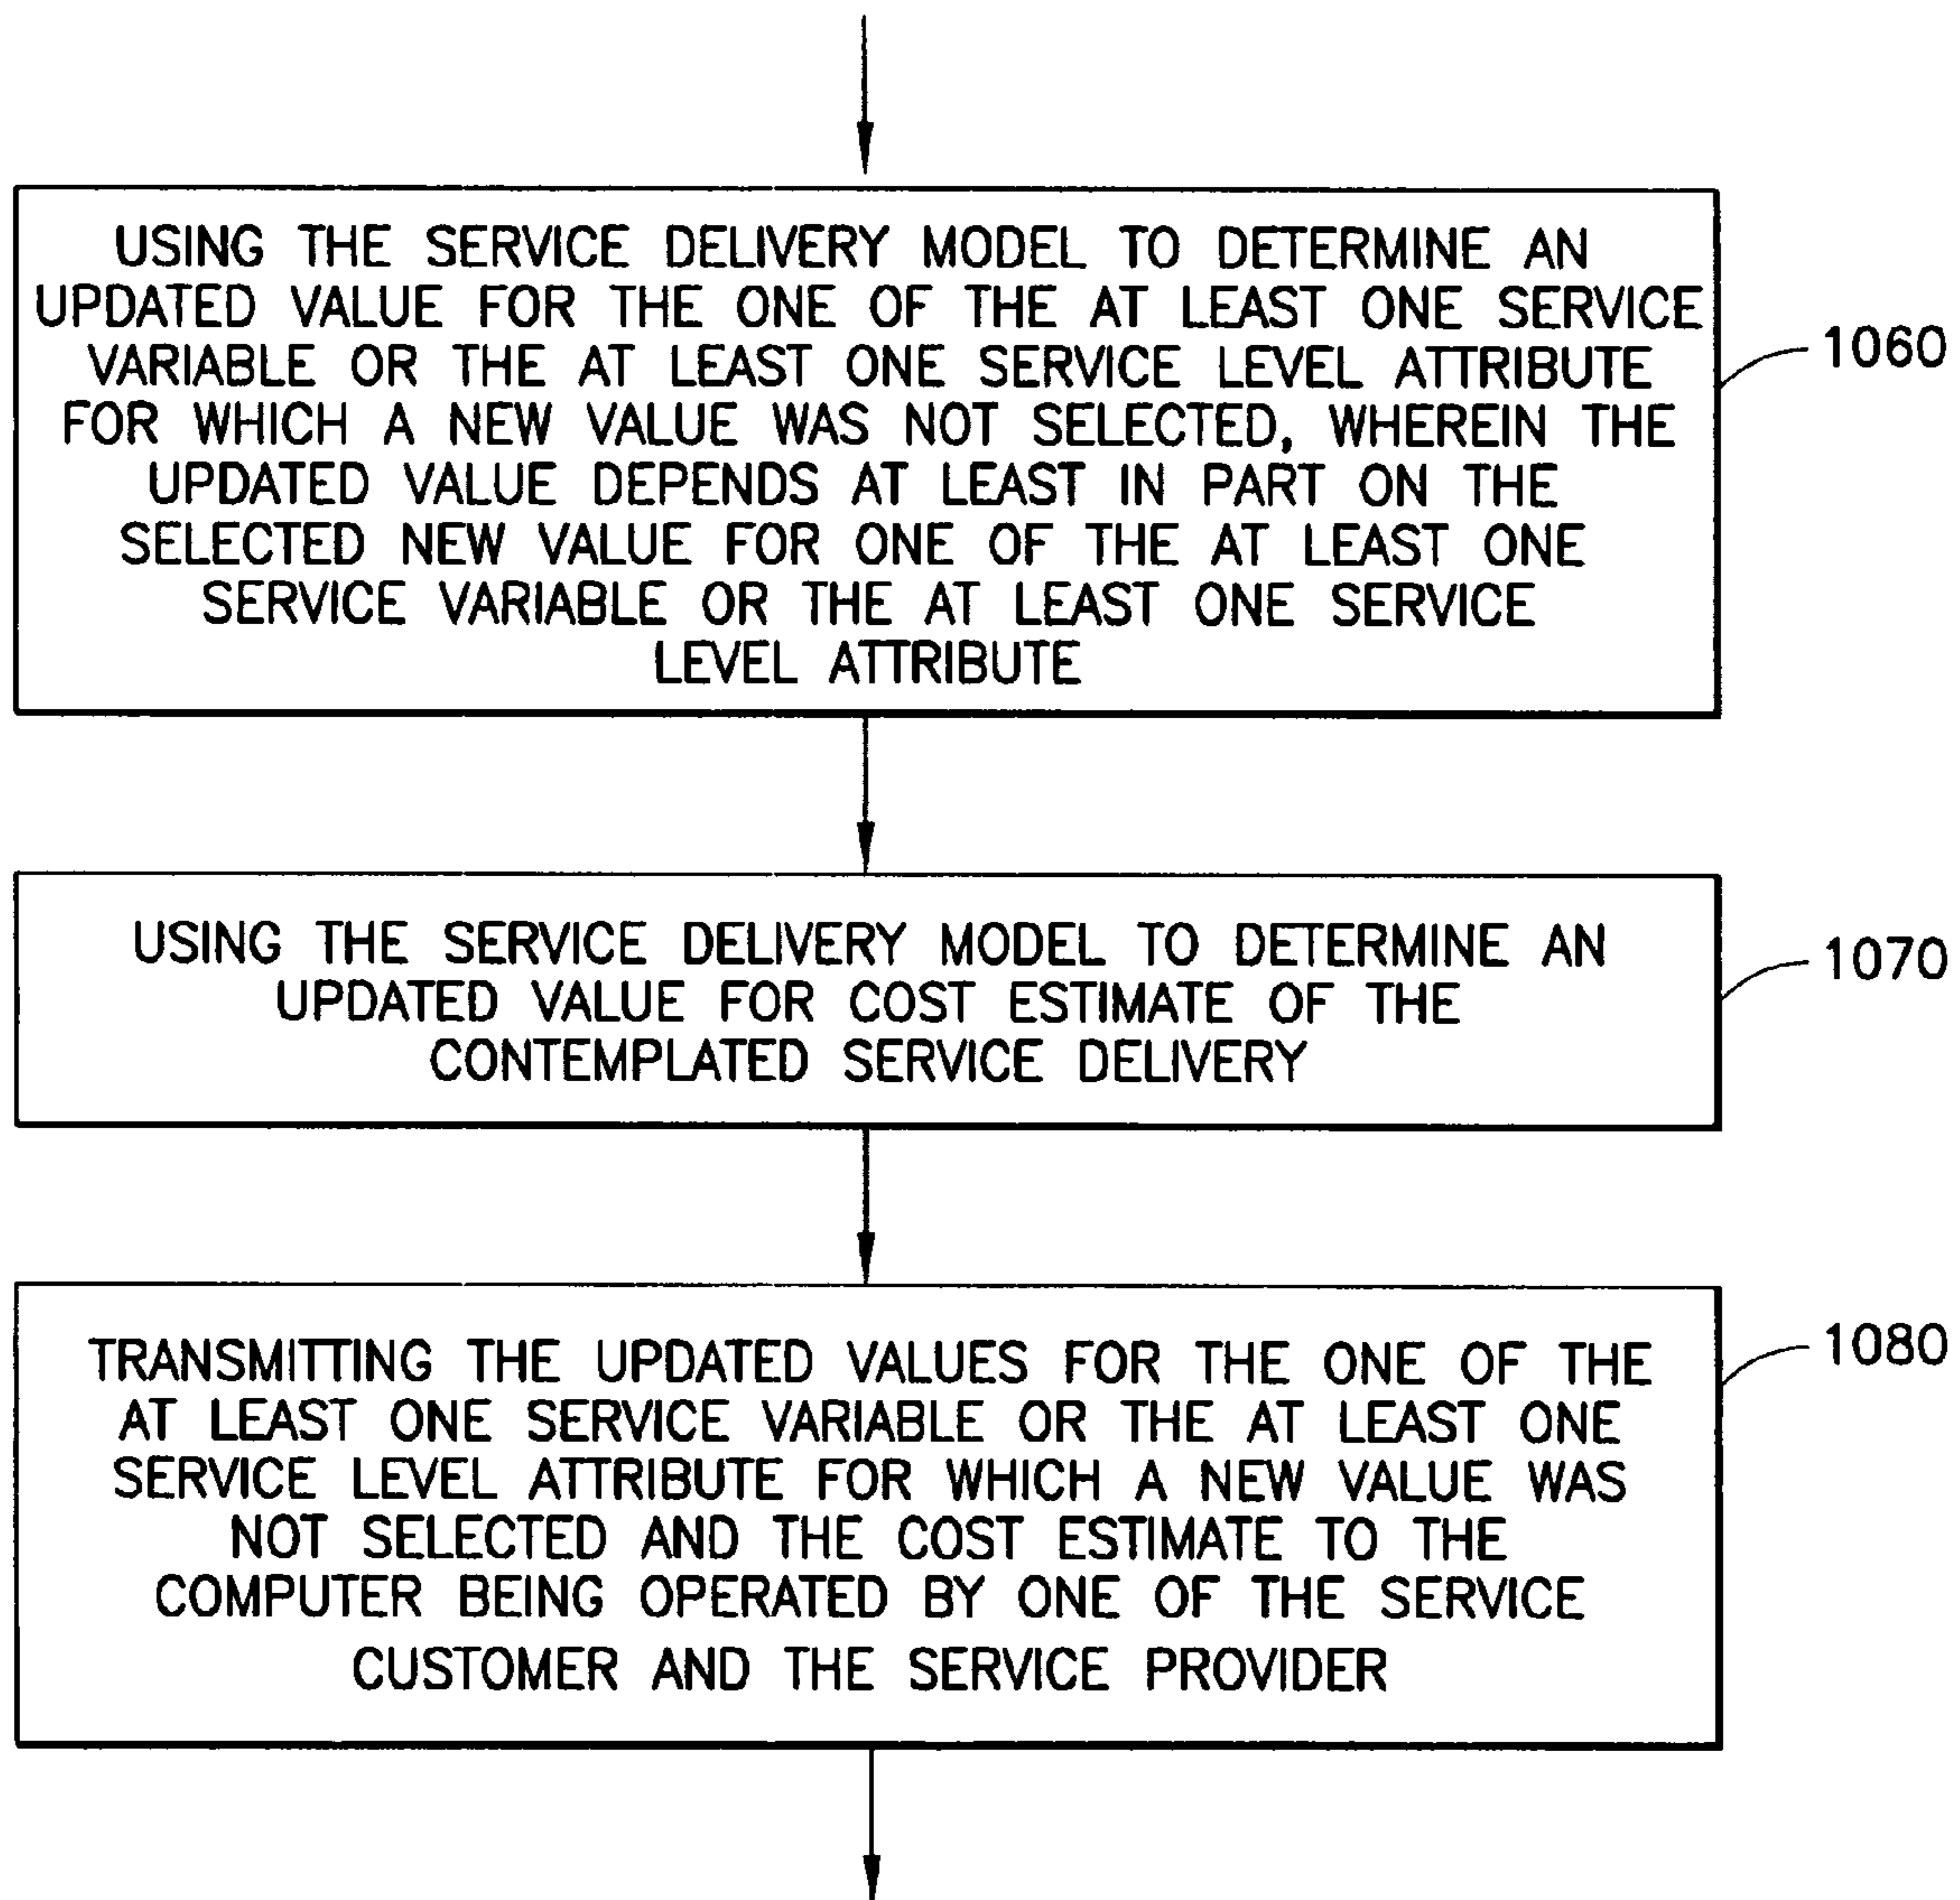 USING THE SERVICE DELIVERY MODEL TO DETERMINE AN
UPDATED VALUE FOR THE ONE OF THE AT LEAST ONE SERVICE
VARIABLE OR THE AT LEAST ONE SERVICE LEVEL ATTRIBUTE
FOR WHICH A NEW VALUE WAS NOT SELECTED, WHEREIN THE
UPDATED VALUE DEPENDS AT LEAST IN PART ON THE
SELECTED NEW VALUE FOR ONE OF THE AT LEAST ONE
SERVICE VARIABLE OR THE AT LEAST ONE SERVICE
LEVEL ATTRIBUTE
1060
USING THE SERVICE DELIVERY MODEL TO DETERMINE AN
UPDATED VALUE FOR COST ESTIMATE OF THE
CONTEMPLATED SERVICE DELIVERY
1070
TRANSMITTING THE UPDATED VALUES FOR THE ONE OF THE
AT LEAST ONE SERVICE VARIABLE OR THE AT LEAST ONE
SERVICE LEVEL ATTRIBUTE FOR WHICH A NEW VALUE WAS
NOT SELECTED AND THE COST ESTIMATE TO THE
COMPUTER BEING OPERATED BY ONE OF THE SERVICE
CUSTOMER AND THE SERVICE PROVIDER
1080